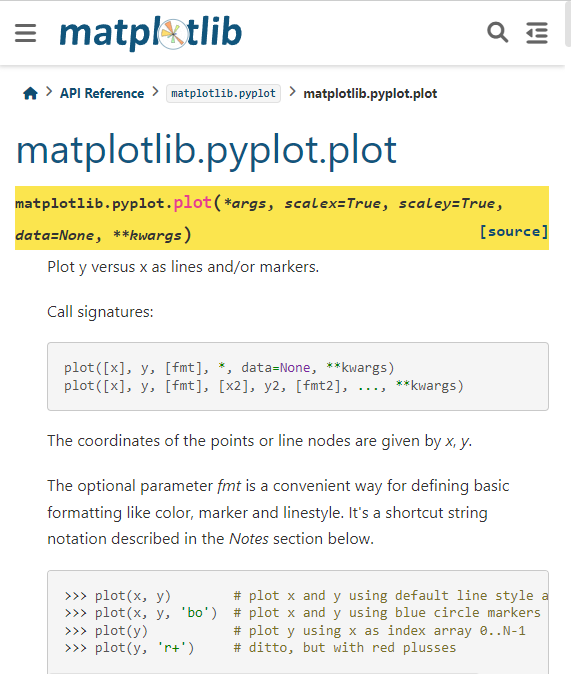 matplotlib
API Reference > matplotlib.pyplot > matplotlib.pyplot.plot
matplotlib.pyplot.plot
matplotlib.pyplot.plot(*args, scalex=True, scaley=True,
data=None, **kwargs) [source]
Plot y versus x as lines and/or markers.
Call signatures:
plot([x], y, [fmt], *, data=None, **kwargs)
plot([x], y, [fmt], [x2], y2, [fmt2], ..., **kwargs)
The coordinates of the points or line nodes are given by x, y.
The optional parameter fmt is a convenient way for defining basic
formatting like color, marker and linestyle. It's a shortcut string
notation described in the Notes section below.
>>> plot(x, y)        # plot x and y using default line style a
>>> plot(x, y, 'bo')  # plot x and y using blue circle markers
>>> plot(y)           # plot y using x as index array 0..N-1
>>> plot(y, 'r+')     # ditto, but with red plusses